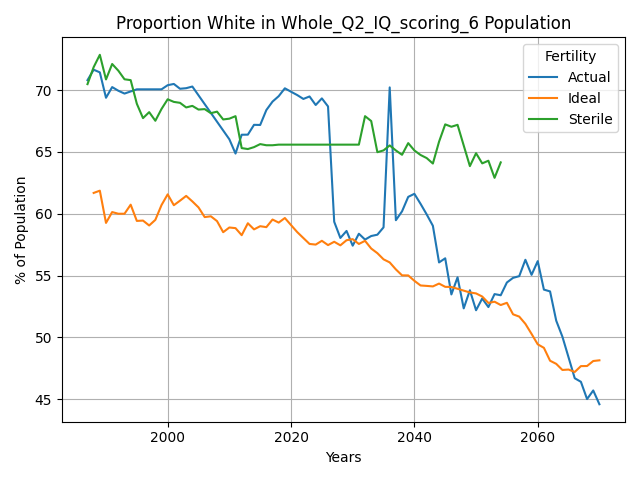 Proportion White in Whole_Q2_IQ_scoring_6 Population
Fertility
Actual
Ideal
Sterile
% of Population
70
65
60
55
50
45
2000
2020
2040
2060
Years